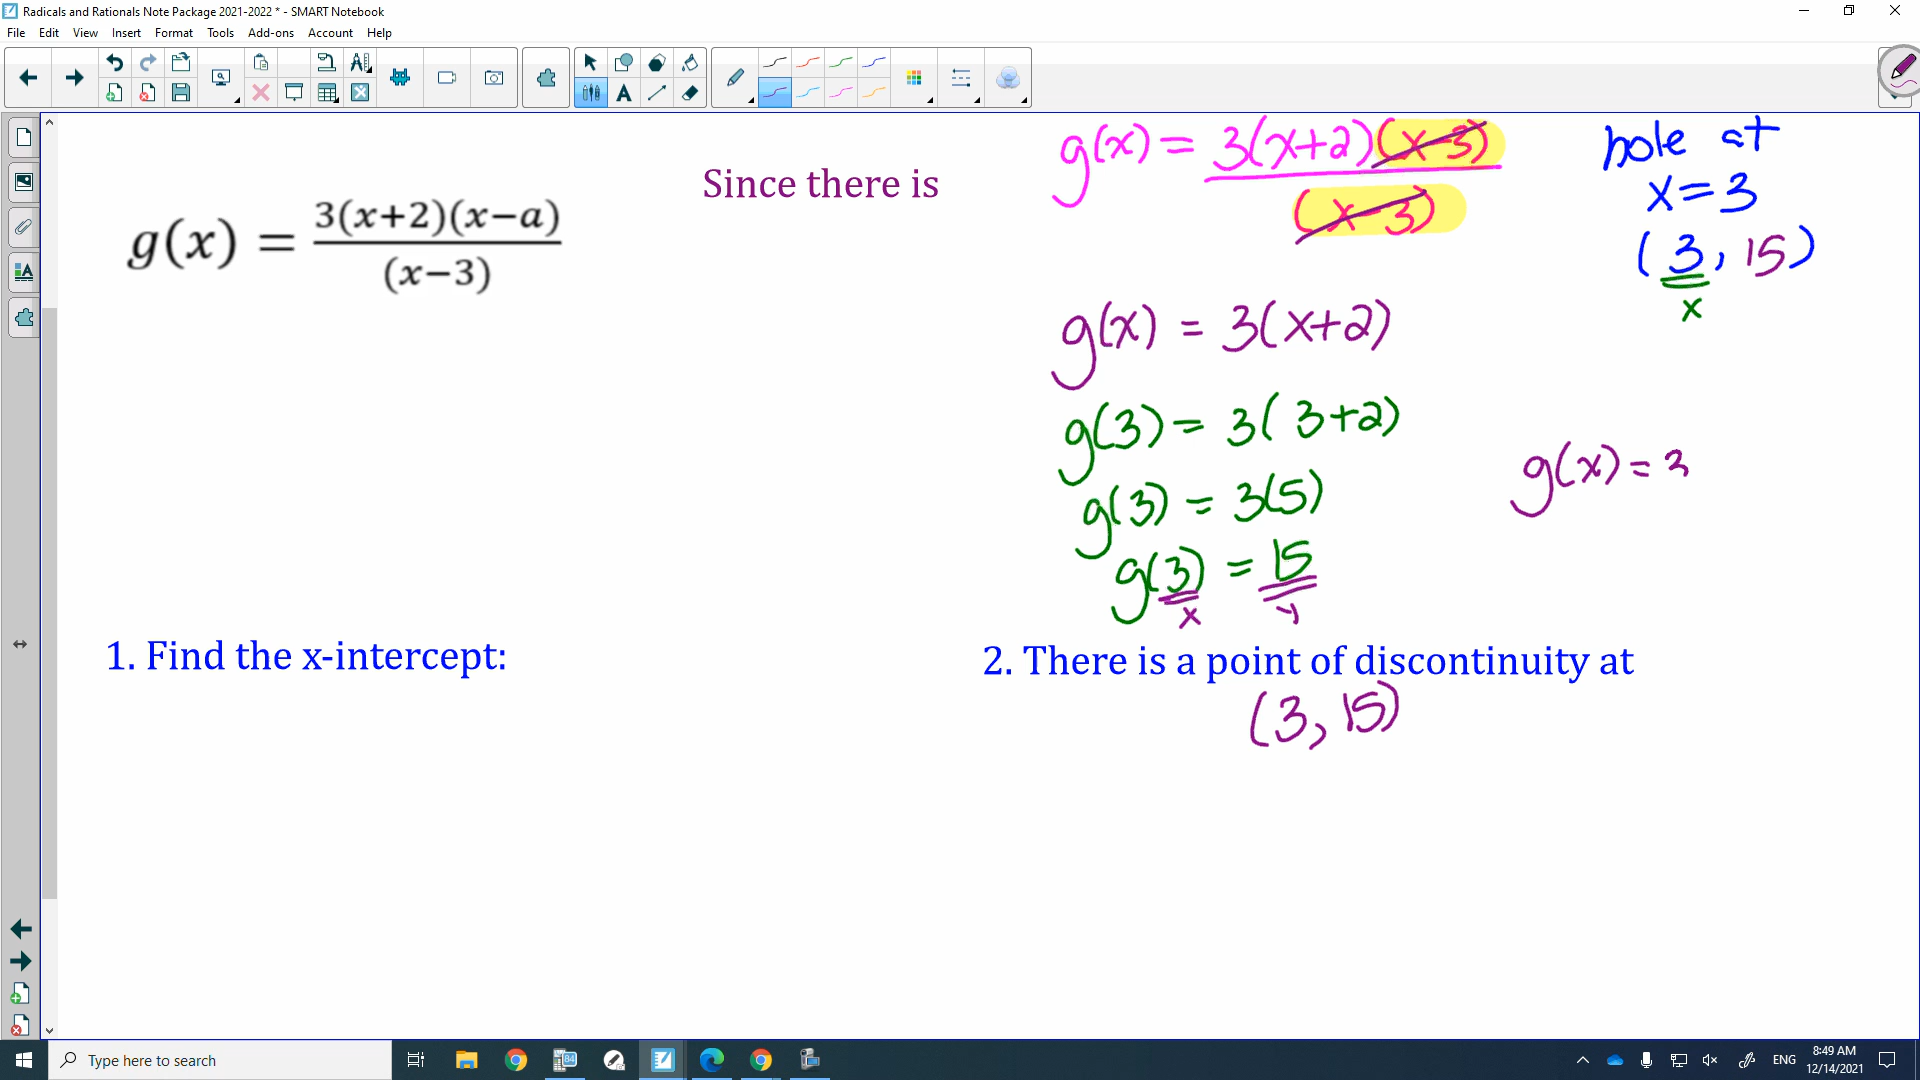 Radicals and Rationals Note Package 2021-2022 * - SMART Notebook
File Edit View Insert Format Tools Add-ons Account Help
Since there is
g(x) = 3(x+2)(x-a)
(x-3)
g(x) = 3(x+2)(x-3)
(x-3)
hole at
x=3
(3, 15)
x
g(x) = 3(x+2)
g(3) = 3(3+2)
g(3) = 3(5)
g(3) = 15
x y
g(x) = 3
1. Find the x-intercept:
2. There is a point of discontinuity at
(3, 15)
Type here to search
84
ENG
8:49 AM
12/14/2021